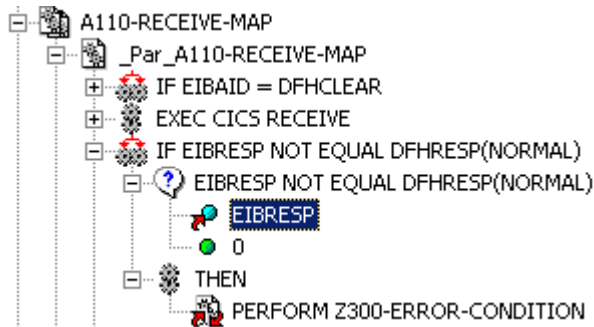 A110-RECEIVE-MAP
_Par_A110-RECEIVE-MAP
IF EIBAID = DFHCLEAR
EXEC CICS RECEIVE
IF EIBRESP NOT EQUAL DFHRESP(NORMAL)
EIBRESP NOT EQUAL DFHRESP(NORMAL)
EIBRESP
0
THEN
PERFORM Z300-ERROR-CONDITION